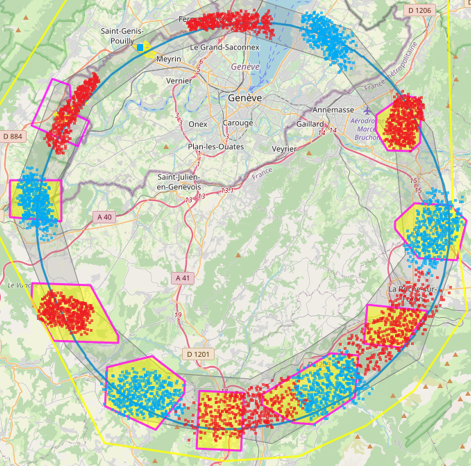 D 1206
Saint-Genis-
Pouilly
Meyrin
Le Grand-Saconnex
Vernier
Genève
Genève
Annemasse
Onex
Carouge
Gaillard
Plan-les-Ouates
Veyrier
D 884
Saint-Julien-
en-Genevois
France
A 40
A 41
D 1201